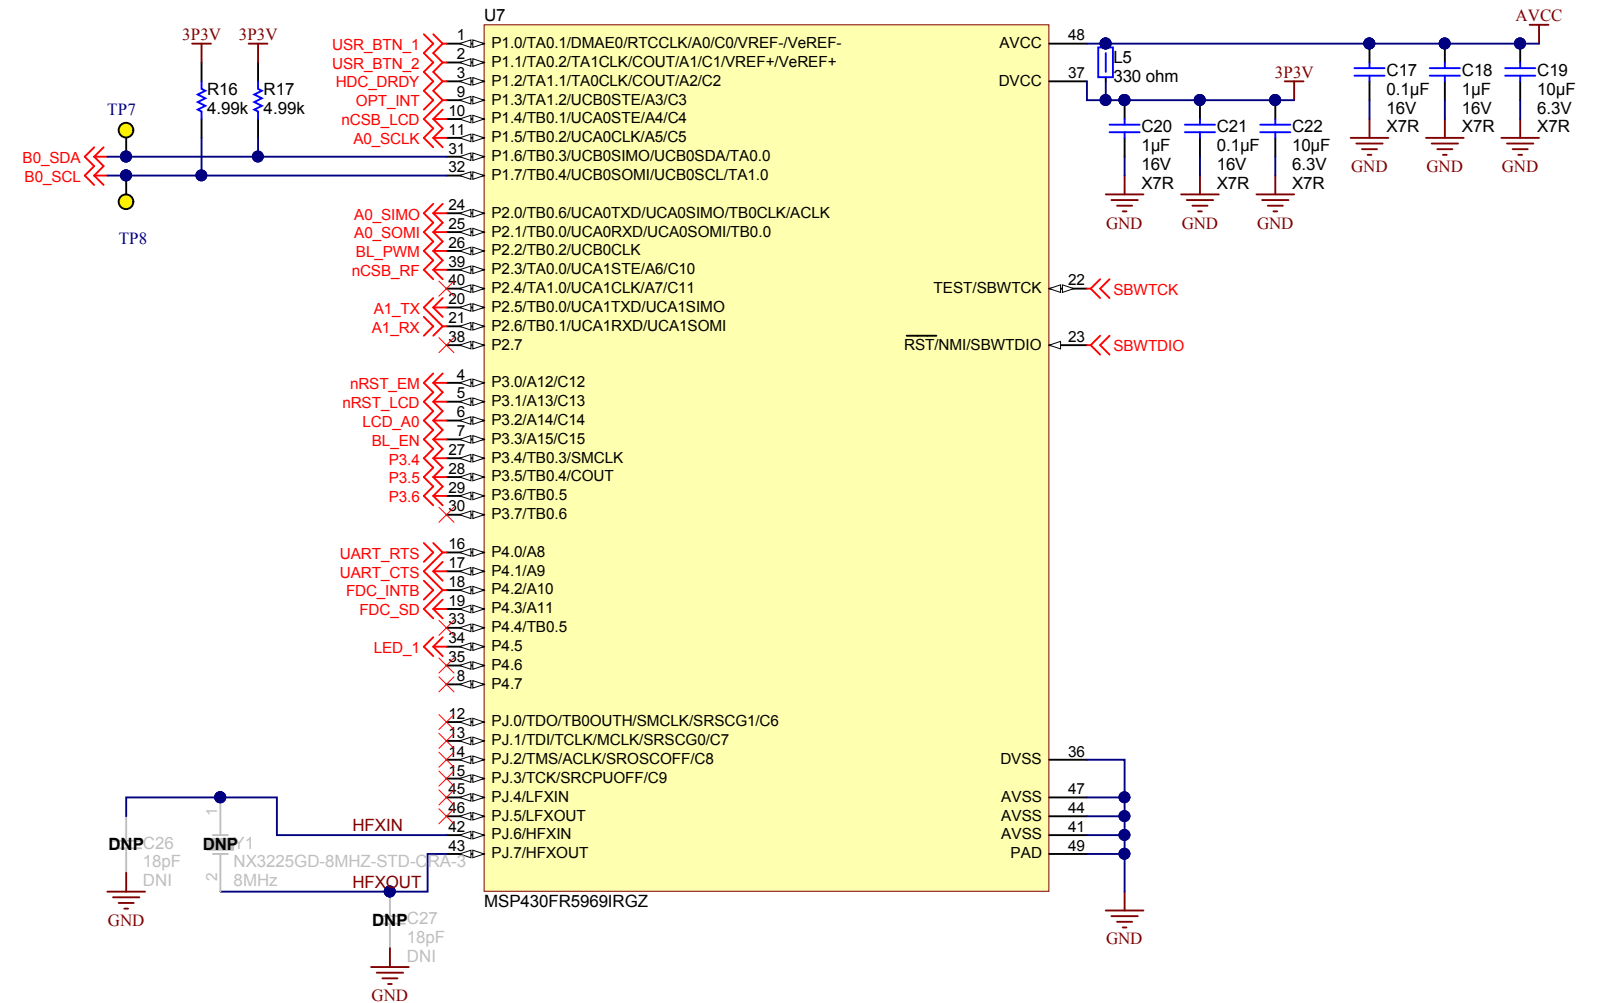 U7
AVCC
3P3V 3P3V
USR_BTN_1 1 P1.0/TA0.1/DMAE0/RTCCLK/A0/C0/VREF-/VeREF- AVCC 48
USR_BTN_2 2 P1.1/TA0.2/TA1CLK/COUT/A1/C1/VREF+/VeREF+
L5
330 ohm
HDC_DRDY 3 P1.2/TA1.1/TA0CLK/COUT/A2/C2 DVCC 37
3P3V
C17
0.1µF
16V
X7R
GND
C18
1µF
16V
X7R
GND
C19
10µF
6.3V
X7R
GND
R16
4.99k
R17
4.99k
OPT_INT 9 P1.3/TA1.2/UCB0STE/A3/C3
nCSB_LCD 10 P1.4/TB0.1/UCA0STE/A4/C4
A0_SCLK 11 P1.5/TB0.2/UCA0CLK/A5/C5
TP7
B0_SDA 31 P1.6/TB0.3/UCB0SIMO/UCB0SDA/TA0.0
B0_SCL 32 P1.7/TB0.4/UCB0SOMI/UCB0SCL/TA1.0
TP8
C20
1µF
16V
X7R
GND
C21
0.1µF
16V
X7R
GND
C22
10µF
6.3V
X7R
GND
A0_SIMO 24 P2.0/TB0.6/UCA0TXD/UCA0SIMO/TB0CLK/ACLK
A0_SOMI 25 P2.1/TB0.0/UCA0RXD/UCA0SOMI/TB0.0
BL_PWM 26 P2.2/TB0.2/UCB0CLK
nCSB_RF 39 P2.3/TA0.0/UCA1STE/A6/C10
40 P2.4/TA1.0/UCA1CLK/A7/C11 TEST/SBWTCK 22 SBWTCK
A1_TX 20 P2.5/TB0.0/UCA1TXD/UCA1SIMO
A1_RX 21 P2.6/TB0.1/UCA1RXD/UCA1SOMI
38 P2.7 RST/NMI/SBWTDIO 23 SBWTDIO
nRST_EM 4 P3.0/A12/C12
nRST_LCD 5 P3.1/A13/C13
LCD_A0 6 P3.2/A14/C14
BL_EN 7 P3.3/A15/C15
P3.4 27 P3.4/TB0.3/SMCLK
P3.5 28 P3.5/TB0.4/COUT
P3.6 29 P3.6/TB0.5
30 P3.7/TB0.6
UART_RTS 16 P4.0/A8
UART_CTS 17 P4.1/A9
FDC_INTB 18 P4.2/A10
FDC_SD 19 P4.3/A11
33 P4.4/TB0.5
LED_1 34 P4.5
35 P4.6
8 P4.7
12 PJ.0/TDO/TB0OUTH/SMCLK/SRSCG1/C6
13 PJ.1/TDI/TCLK/MCLK/SRSCG0/C7
14 PJ.2/TMS/ACLK/SROSCOFF/C8 DVSS 36
15 PJ.3/TCK/SRCPUOFF/C9
45 PJ.4/LFXIN AVSS 47
46 PJ.5/LFXOUT AVSS 44
HFXIN 42 PJ.6/HFXIN AVSS 41
43 PJ.7/HFXOUT PAD 49
DNP C26
18pF
DNI
GND
1
DNP Y1
NX3225GD-8MHZ-STD-CRA-3
2 8MHz
HFXOUT
MSP430FR5969IRGZ
DNP C27
18pF
DNI
GND
GND